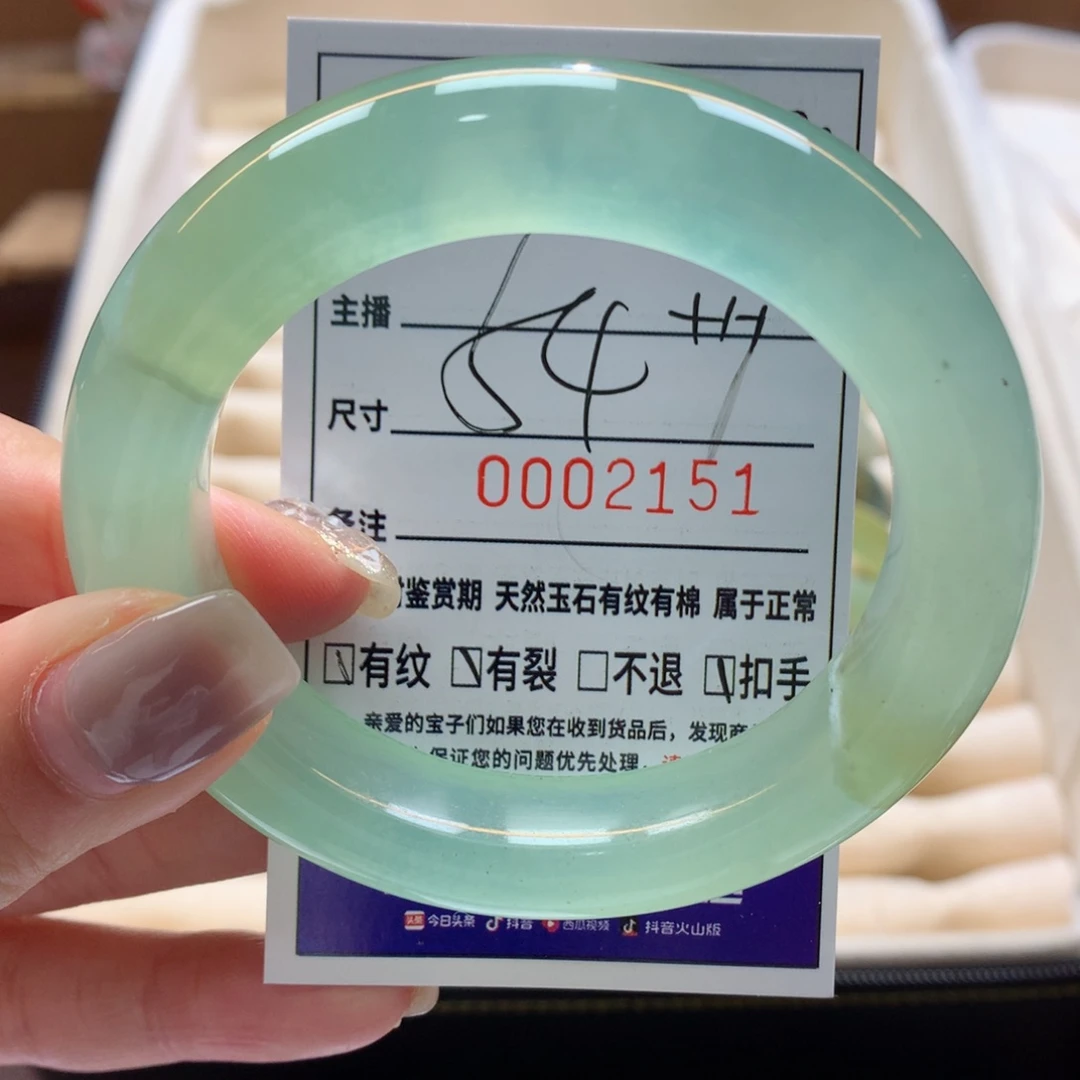 主播
54
尺寸
0002151
备注
鉴赏期 天然玉石有纹有棉 属于正常
有纹 有裂 不退 扣手
亲爱的宝子们如果您在收到货品后，发现商
保证您的问题优先处理
今日头条 抖音 西瓜视频 抖音火山版